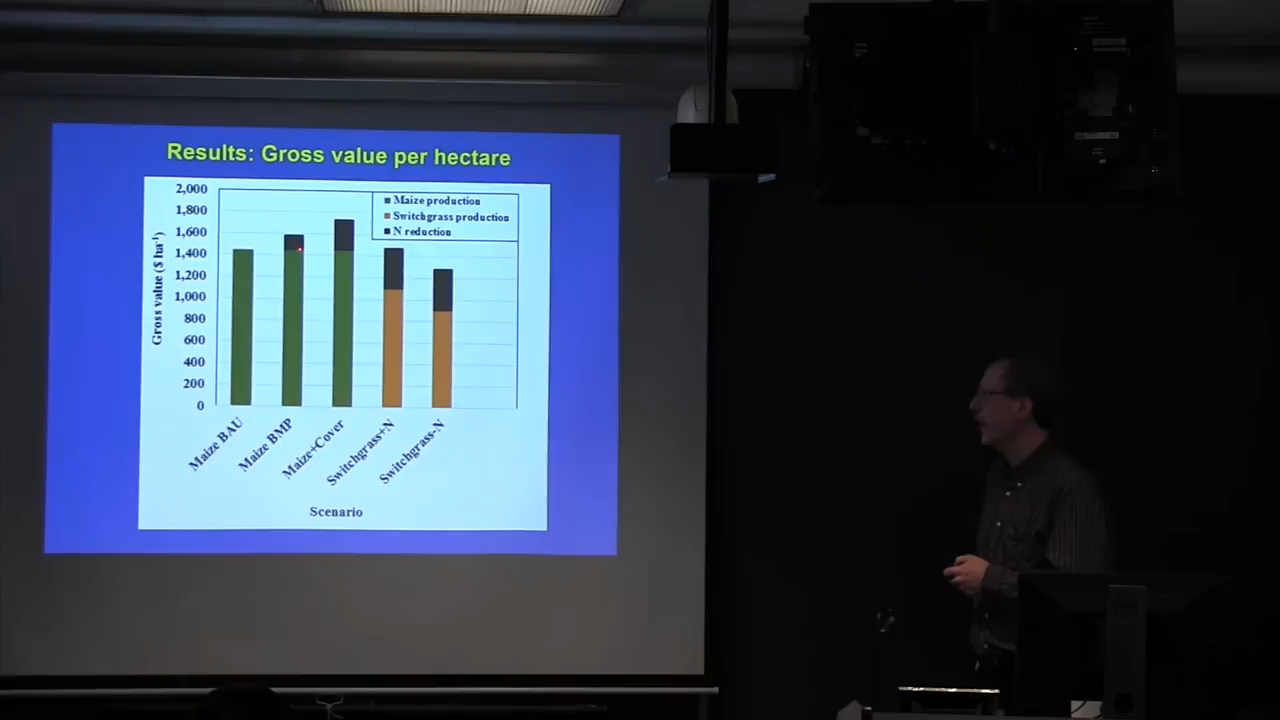 Results: Gross value per hectare
2,000
1,800
1,600
1,400
1,200
1,000
800
600
400
200
0
Gross value ($ ha⁻¹)
Maize production
Switchgrass production
N reduction
Maize BAU
Maize BMP
Maize+Cover
Switchgrass+N
Switchgrass-N
Scenario